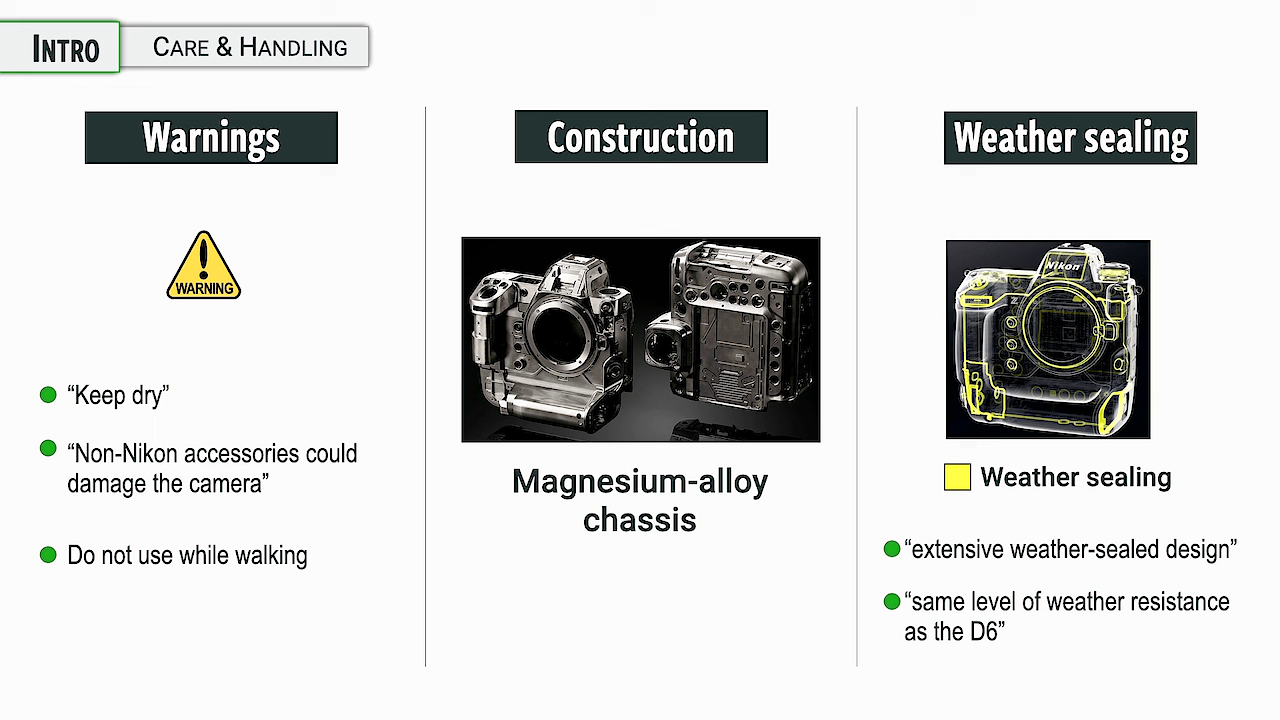 INTRO
CARE & HANDLING
Warnings
WARNING
“Keep dry”
“Non-Nikon accessories could
damage the camera”
Do not use while walking
Construction
Magnesium-alloy
chassis
Weather sealing
Nikon
Z
Weather sealing
“extensive weather-sealed design”
“same level of weather resistance
as the D6”